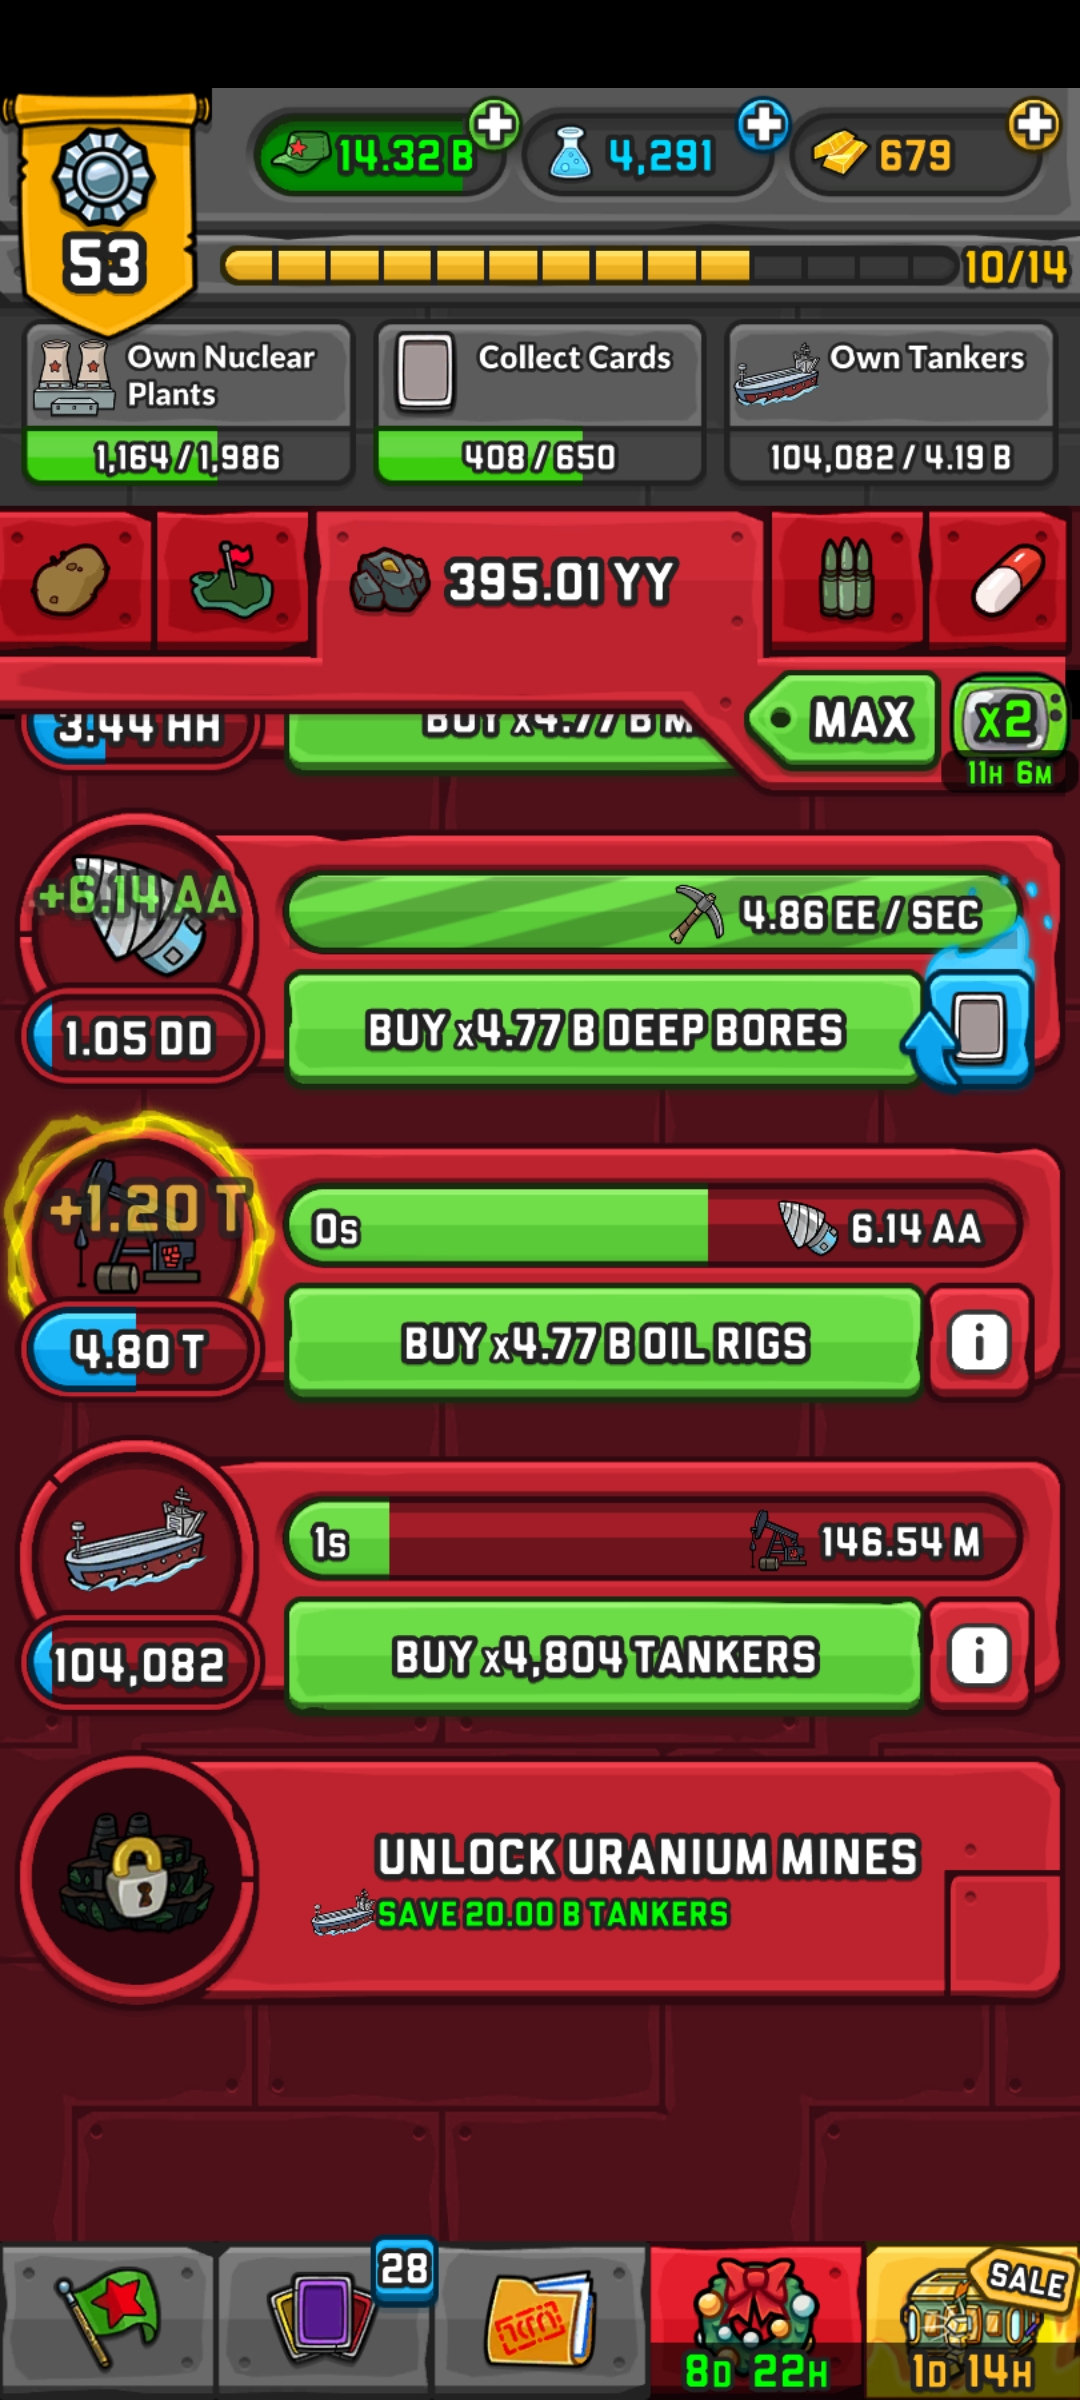 14.32 B
4,291
679
53
10/14
Own Nuclear
Plants
Collect Cards
Own Tankers
1,164/1,986
408/650
104,082/4.19 B
395.01 YY
MAX
x2
11H 6M
3.44 HH
BUY x4.77 B M
+6.14 AA
4.86 EE / SEC
1.05 DD
BUY x4.77 B DEEP BORES
+1.20 T
0s
6.14 AA
4.80 T
BUY x4.77 B OIL RIGS
i
1s
146.54 M
104,082
BUY x4,804 TANKERS
i
UNLOCK URANIUM MINES
SAVE 20.00 B TANKERS
28
SALE
8D 22H
1D 14H